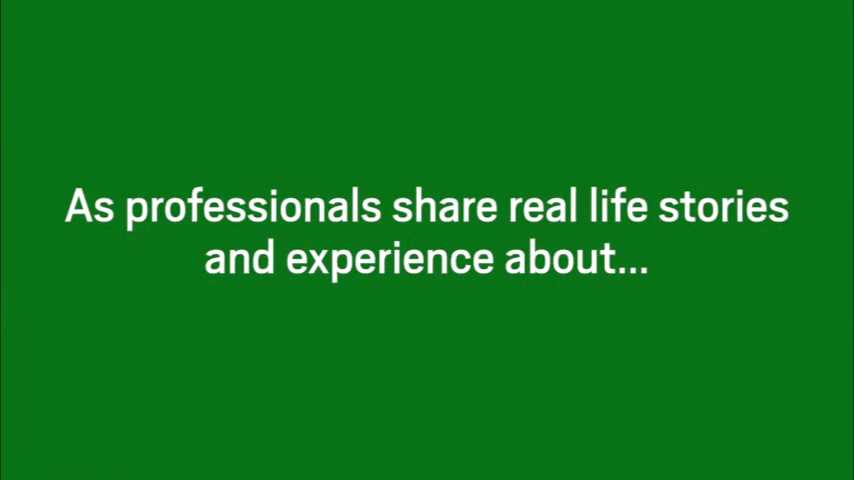 As professionals share real life stories
and experience about...